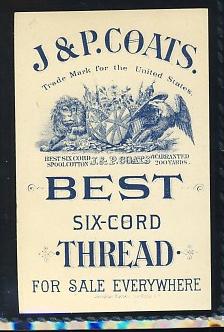 J & P. COATS.
Trade Mark for the United States.
BEST SIX CORD J. & P. COATS WARRANTED
SPOOL COTTON 200 YARDS.
BEST
SIX-CORD
·THREAD·
FOR SALE EVERYWHERE